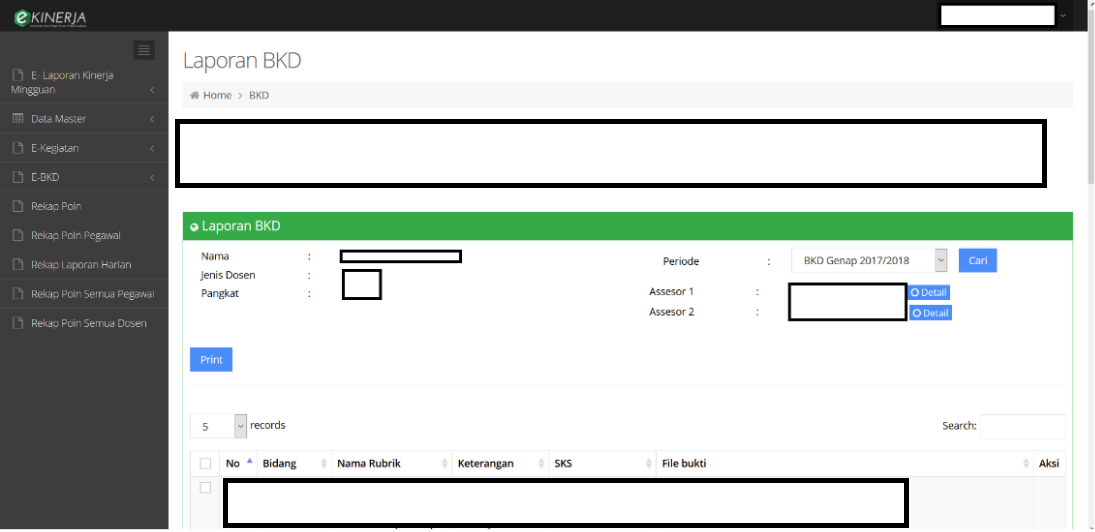 eKINERJA
Laporan BKD
Home > BKD
E- Laporan Kinerja
Mingguan
Data Master
E-Kegiatan
E-BKD
Rekap Poin
Rekap Poin Pegawai
Rekap Laporan Harian
Rekap Poin Semua Pegawai
Rekap Poin Semua Dosen
Laporan BKD
Nama :
Jenis Dosen :
Pangkat :
Periode : BKD Genap 2017/2018 Cari
Assesor 1 : Detail
Assesor 2 : Detail
Print
5 records
Search:
No Bidang Nama Rubrik Keterangan SKS File bukti Aksi